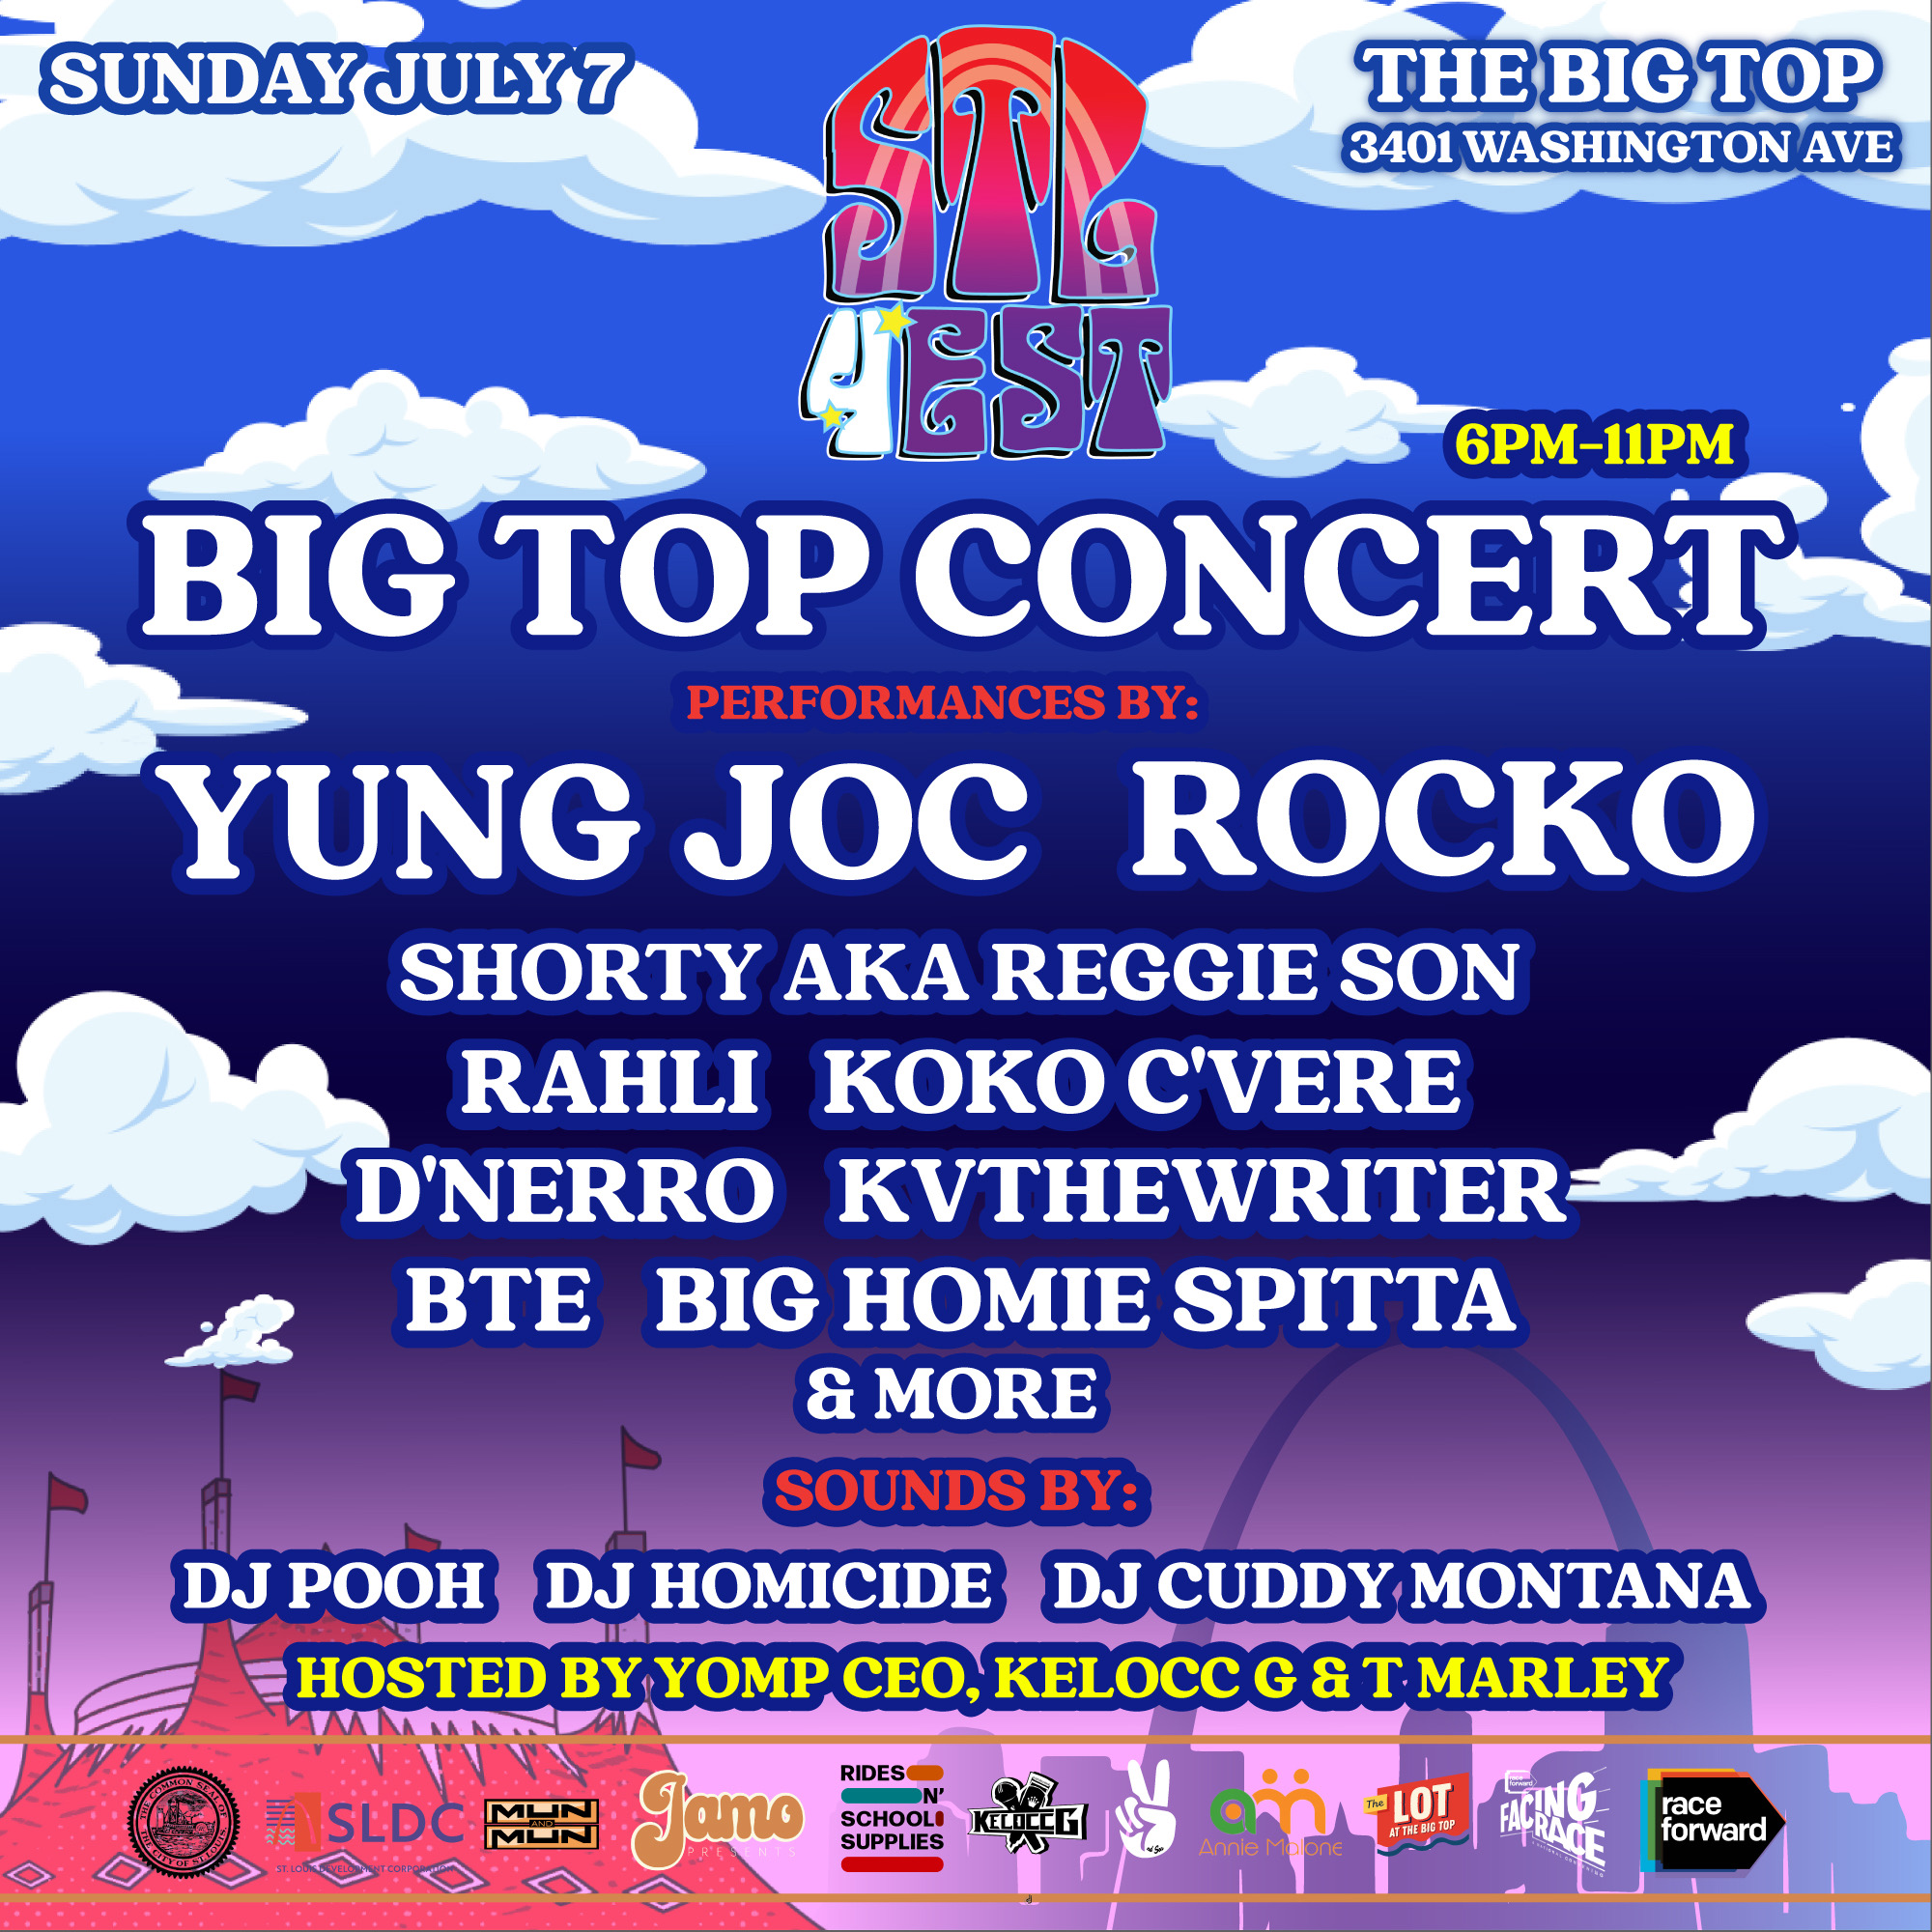 SUNDAY JULY 7
STL
4EST
THE BIG TOP
3401 WASHINGTON AVE
6PM-11PM
BIG TOP CONCERT
PERFORMANCES BY:
YUNG JOC ROCKO
SHORTY AKA REGGIE SON
RAHLI KOKO C'VERE
D'NERRO KVTHEWRITER
BTE BIG HOMIE SPITTA
& MORE
SOUNDS BY:
DJ POOH DJ HOMICIDE DJ CUDDY MONTANA
HOSTED BY YOMP CEO, KELOCC G & T MARLEY
THE COMMON SEAL OF THE CITY OF ST. LOUIS
SLDC
ST. LOUIS DEVELOPMENT CORPORATION
MUN
AND
MUN
Jamo
PRESENTS
RIDES
N'
SCHOOL
SUPPLIES
KELOCCG
am
Annie Malone
The LOT
AT THE BIG TOP
race forward
FACING
RACE
race
forward